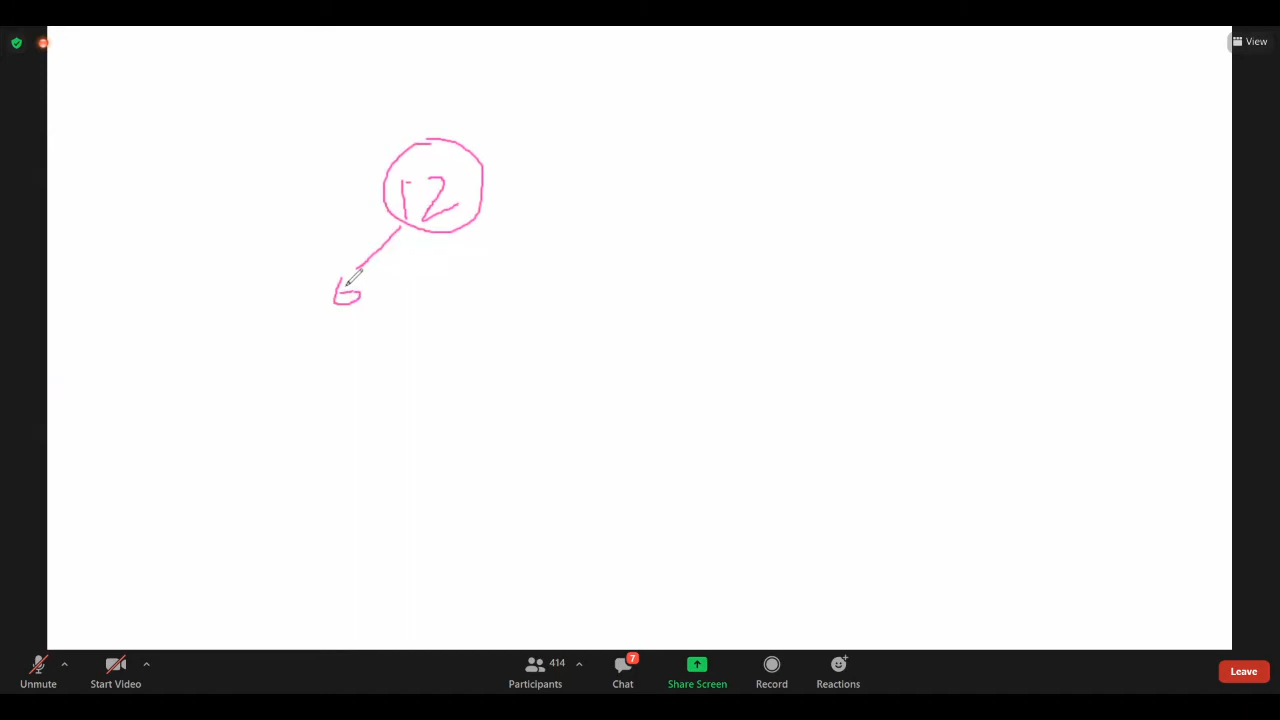 View
12
6
Unmute
Start Video
414
Participants
7
Chat
Share Screen
Record
Reactions
Leave